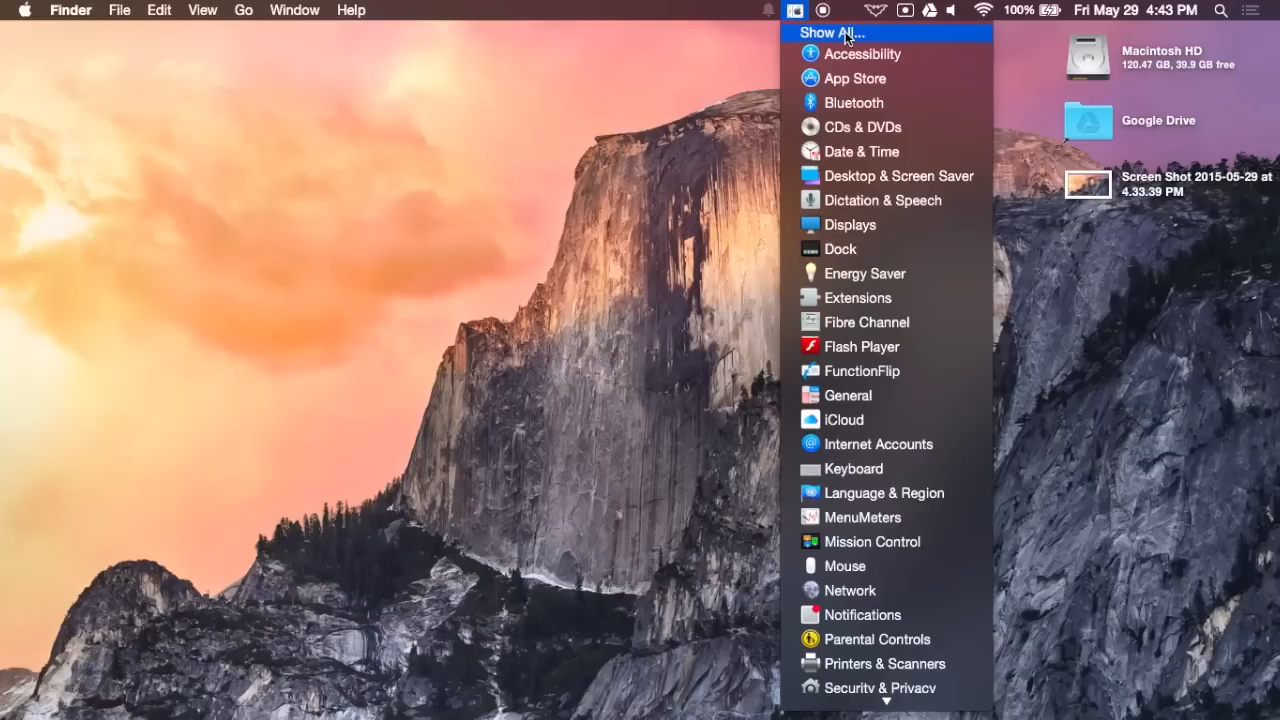 Finder File Edit View Go Window Help 100% Fri May 29 4:43 PM
Show All...
Accessibility
App Store
Bluetooth
CDs & DVDs
Date & Time
Desktop & Screen Saver
Dictation & Speech
Displays
Dock
Energy Saver
Extensions
Fibre Channel
Flash Player
FunctionFlip
General
iCloud
Internet Accounts
Keyboard
Language & Region
MenuMeters
Mission Control
Mouse
Network
Notifications
Parental Controls
Printers & Scanners
Security & Privacy
Macintosh HD
120.47 GB, 39.9 GB free
Google Drive
Screen Shot 2015-05-29 at
4.33.39 PM